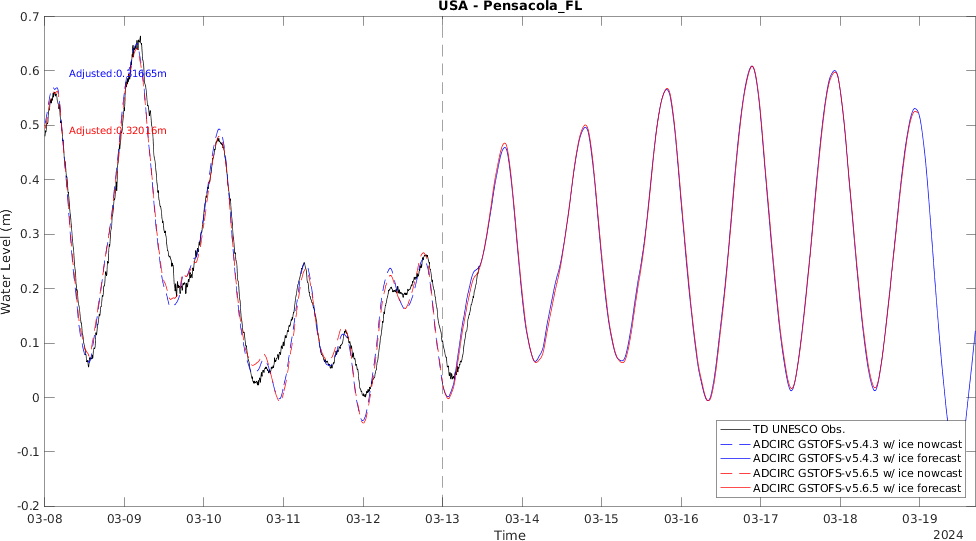 USA - Pensacola_FL
0.7
0.6
0.5
0.4
0.3
0.2
0.1
0
-0.1
-0.2
Water Level (m)
Adjusted:0.31665m
Adjusted:0.32016m
TD UNESCO Obs.
ADCIRC GSTOFS-v5.4.3 w/ ice nowcast
ADCIRC GSTOFS-v5.4.3 w/ ice forecast
ADCIRC GSTOFS-v5.6.5 w/ ice nowcast
ADCIRC GSTOFS-v5.6.5 w/ ice forecast
03-08 03-09 03-10 03-11 03-12 03-13 03-14 03-15 03-16 03-17 03-18 03-19
Time
2024